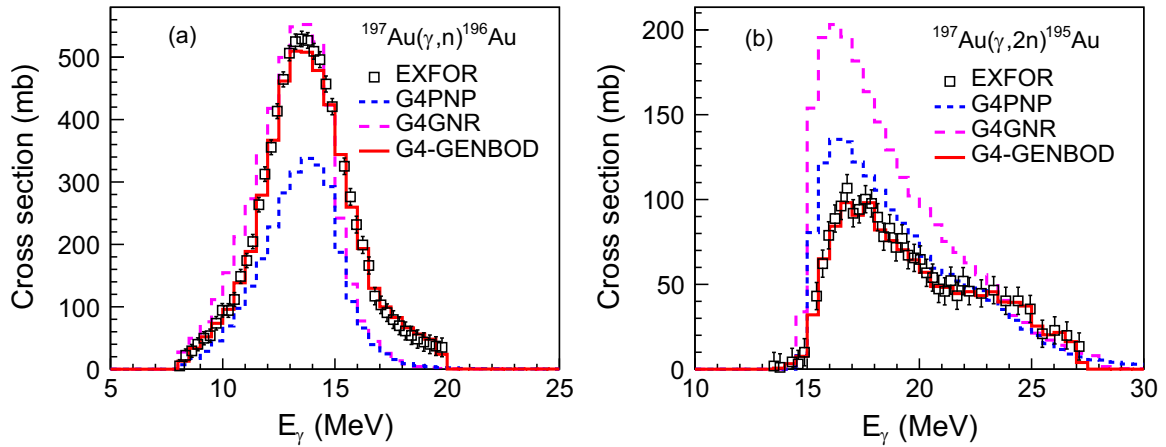 (a)
¹⁹⁷Au(γ,n)¹⁹⁶Au
EXFOR
G4PNP
G4GNR
G4-GENBOD
Cross section (mb)
500
400
300
200
100
0
5
10
15
20
25
E_γ (MeV)
(b)
¹⁹⁷Au(γ,2n)¹⁹⁵Au
EXFOR
G4PNP
G4GNR
G4-GENBOD
Cross section (mb)
200
150
100
50
0
10
15
20
25
30
E_γ (MeV)